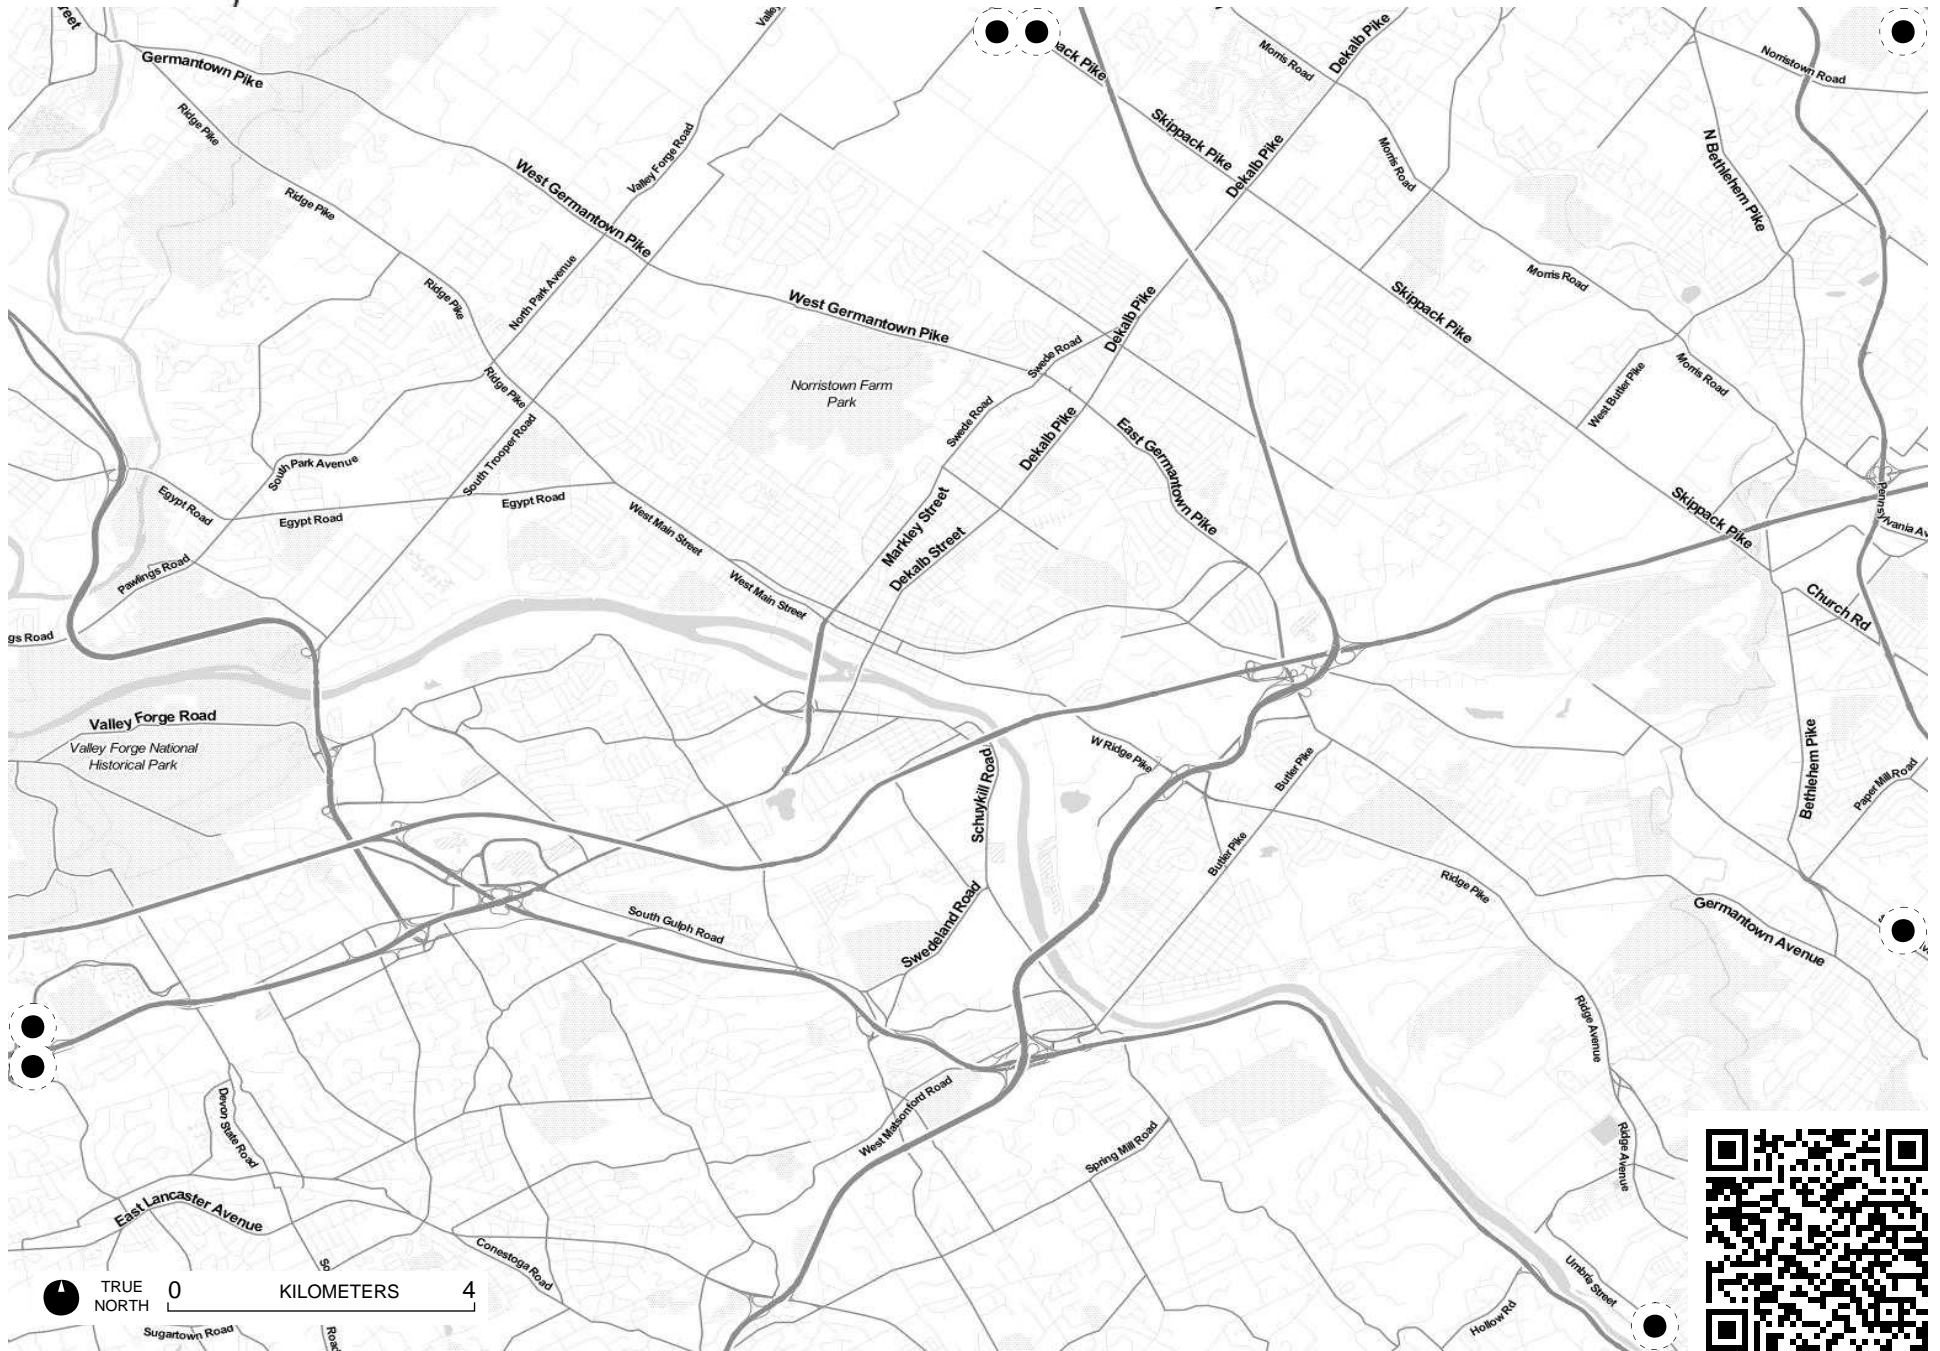 Germantown Pike
Ridge Pike
Ridge Pike
Valley Forge Road
West Germantown Pike
North Park Avenue
Ridge Pike
Ridge Pike
West Germantown Pike
Norristown Farm
Park
Swede Road
Swede Road
Dekalb Pike
Dekalb Pike
Dekalb Pike
Dekalb Pike
Skippack Pike
Morris Road
Morris Road
Norristown Road
N Bethlehem Pike
Morris Road
Skippack Pike
Morris Road
West Butler Pike
East Germantown Pike
Skippack Pike
Church Rd
South Park Avenue
South Trooper Road
Egypt Road
Egypt Road
Egypt Road
Pawlings Road
gs Road
West Main Street
West Main Street
Markley Street
Dekalb Street
Valley Forge Road
Valley Forge National
Historical Park
W Ridge Pike
Butler Pike
Butler Pike
Schuykill Road
Swedeland Road
South Gulph Road
Ridge Pike
Bethlehem Pike
Paper Mill Road
Germantown Avenue
Ridge Avenue
Ridge Avenue
Devon State Road
East Lancaster Avenue
West Matsonford Road
Spring Mill Road
Conestoga Road
Sugartown Road
Road
Hollow Rd
Umbria Street
TRUE
NORTH
0 KILOMETERS 4